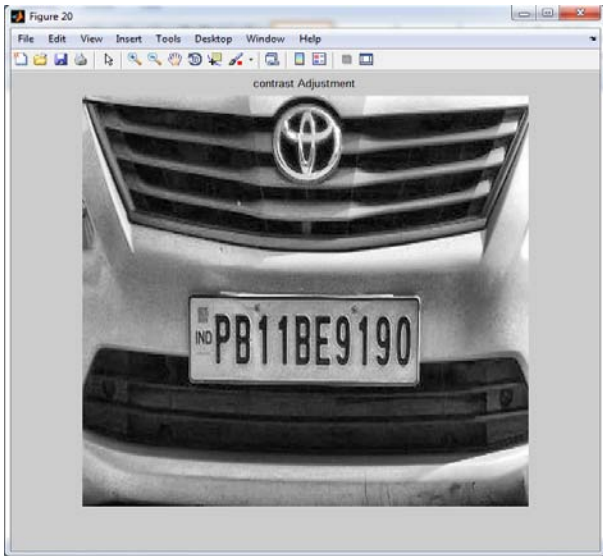 Figure 20
File Edit View Insert Tools Desktop Window Help
contrast Adjustment
IND PB11BE9190